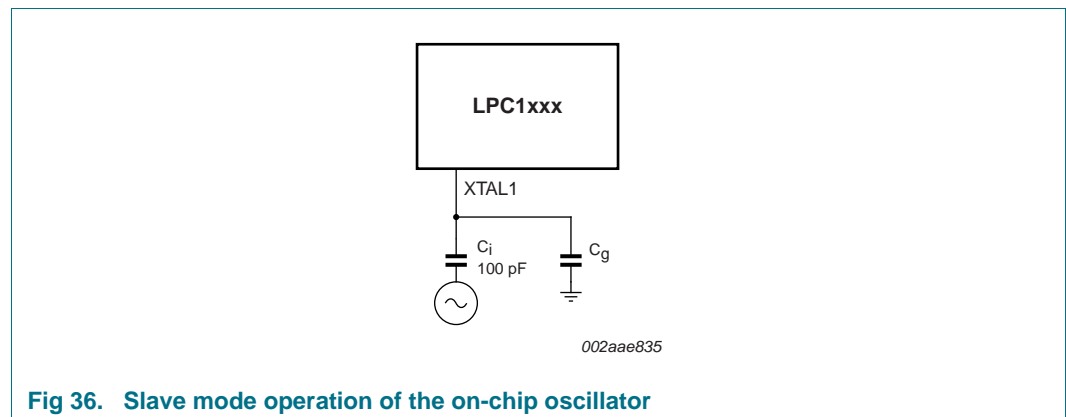 LPC1xxx
XTAL1
Ci
100 pF
Cg
002aae835
Fig 36. Slave mode operation of the on-chip oscillator